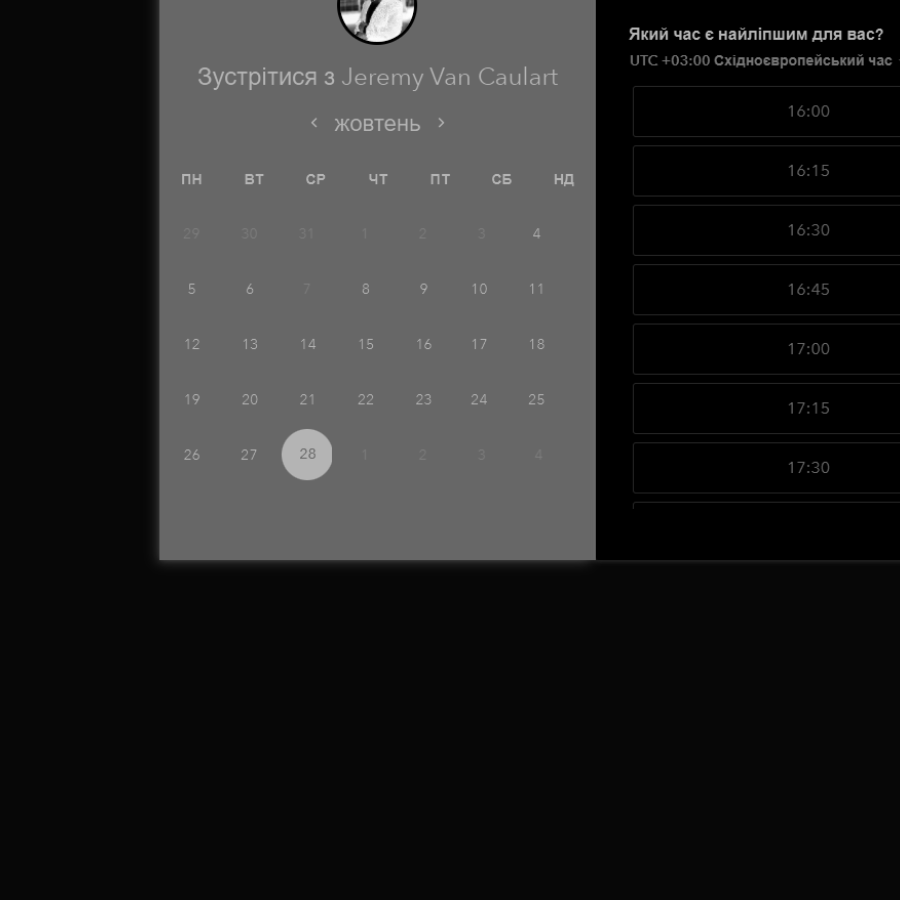 Зустрітися з Jeremy Van Caulart
жовтень
ПН ВТ СР ЧТ ПТ СБ НД
29 30 31 1 2 3 4
5 6 7 8 9 10 11
12 13 14 15 16 17 18
19 20 21 22 23 24 25
26 27 28 1 2 3 4
Який час є найліпшим для вас?
UTC +03:00 Східноєвропейський час
16:00
16:15
16:30
16:45
17:00
17:15
17:30